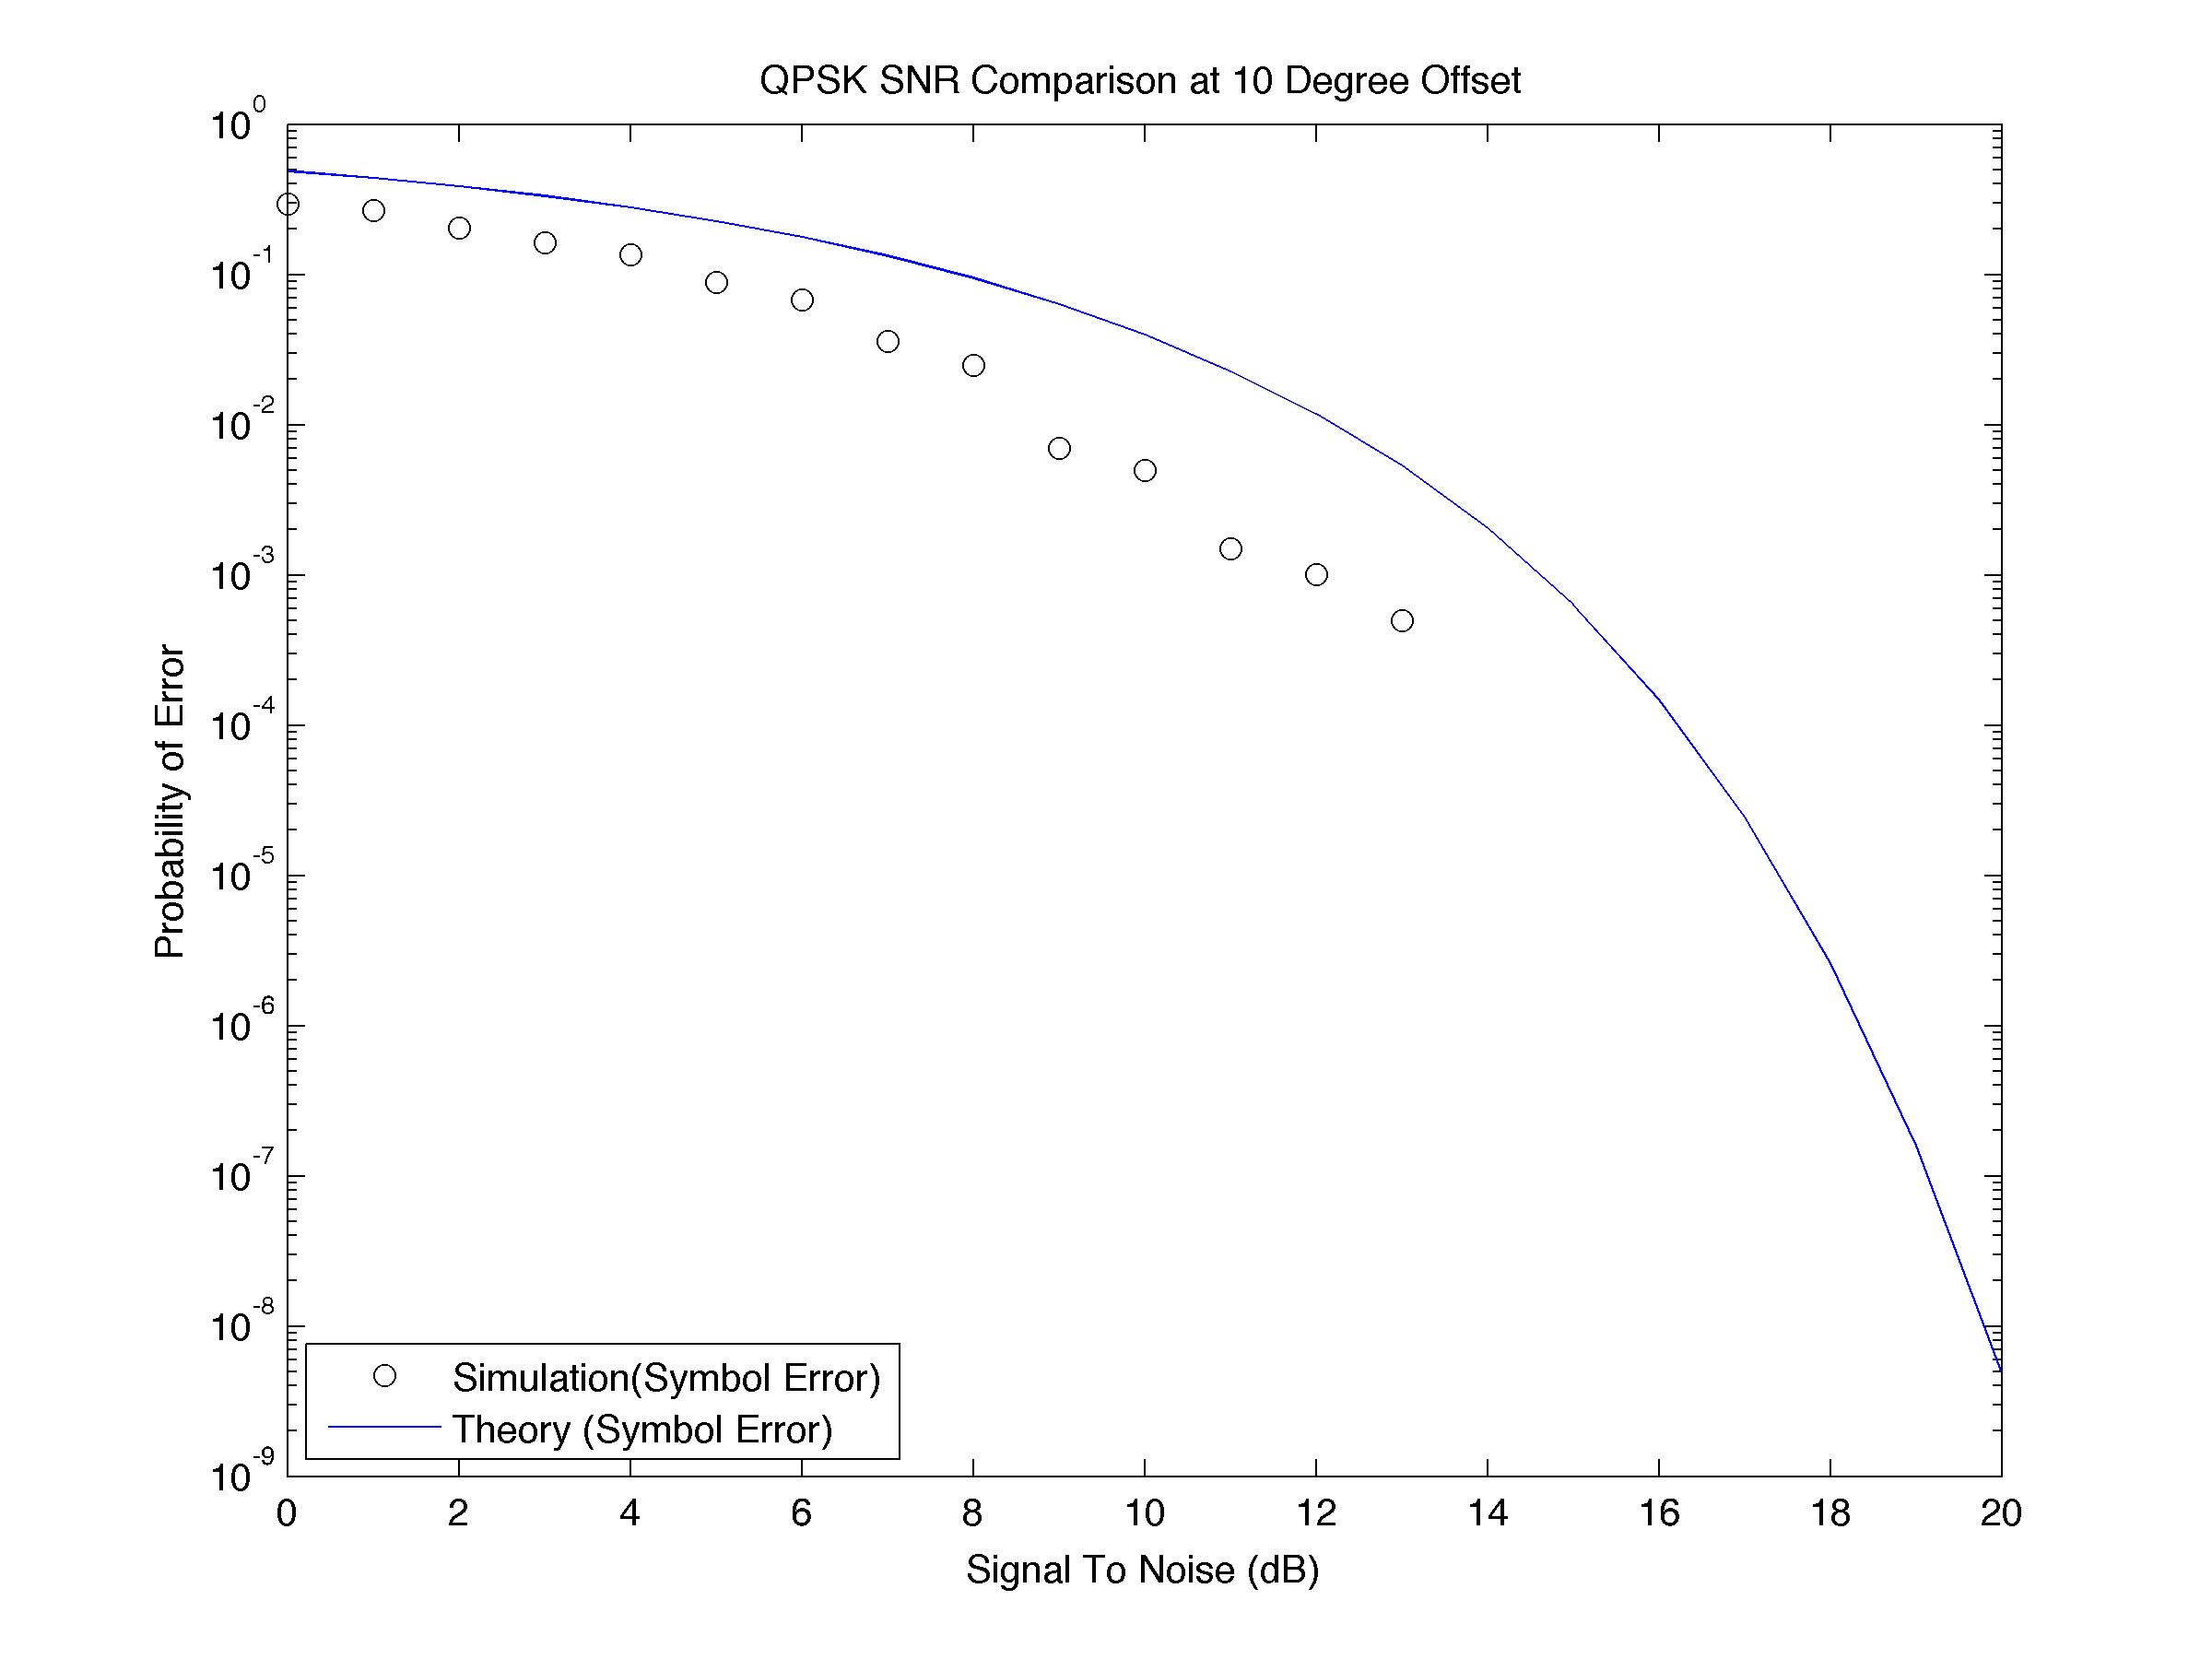 QPSK SNR Comparison at 10 Degree Offset
10^0
10^-1
10^-2
10^-3
10^-4
10^-5
10^-6
10^-7
10^-8
10^-9
Probability of Error
Simulation(Symbol Error)
Theory (Symbol Error)
0 2 4 6 8 10 12 14 16 18 20
Signal To Noise (dB)